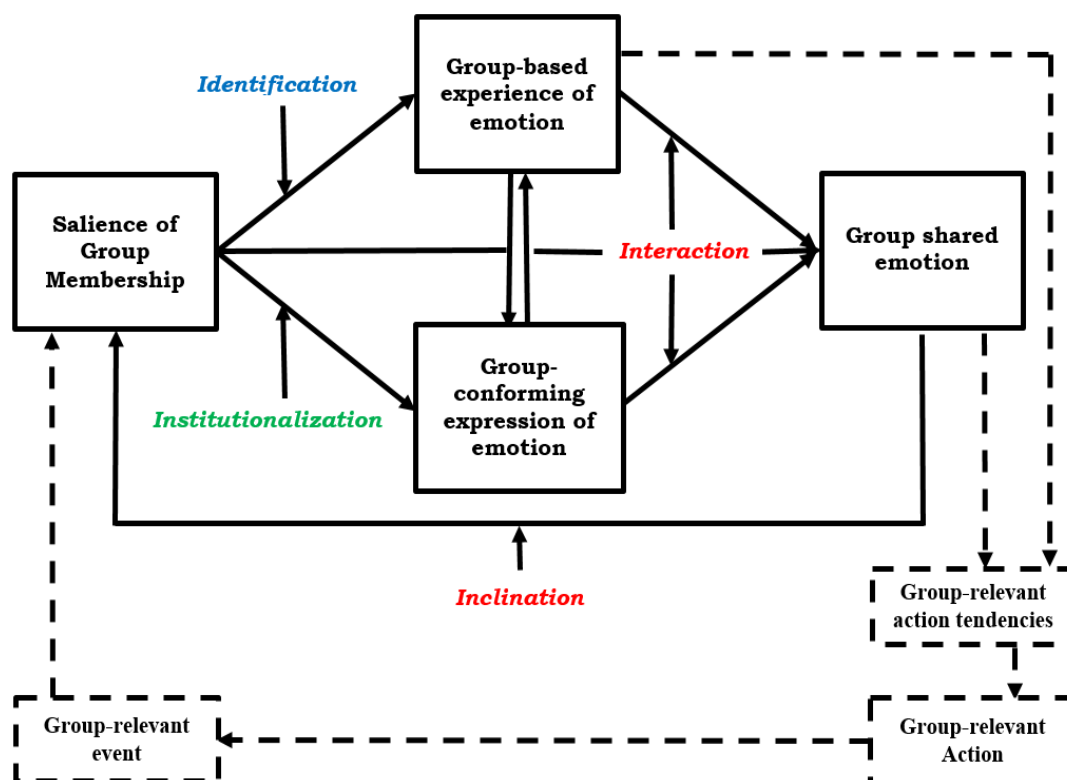 Group-based
experience of
emotion
Identification
Salience of
Group
Membership
Interaction
Group shared
emotion
Group-
conforming
expression of
emotion
Institutionalization
Inclination
Group-relevant
action tendencies
Group-relevant
event
Group-relevant
Action